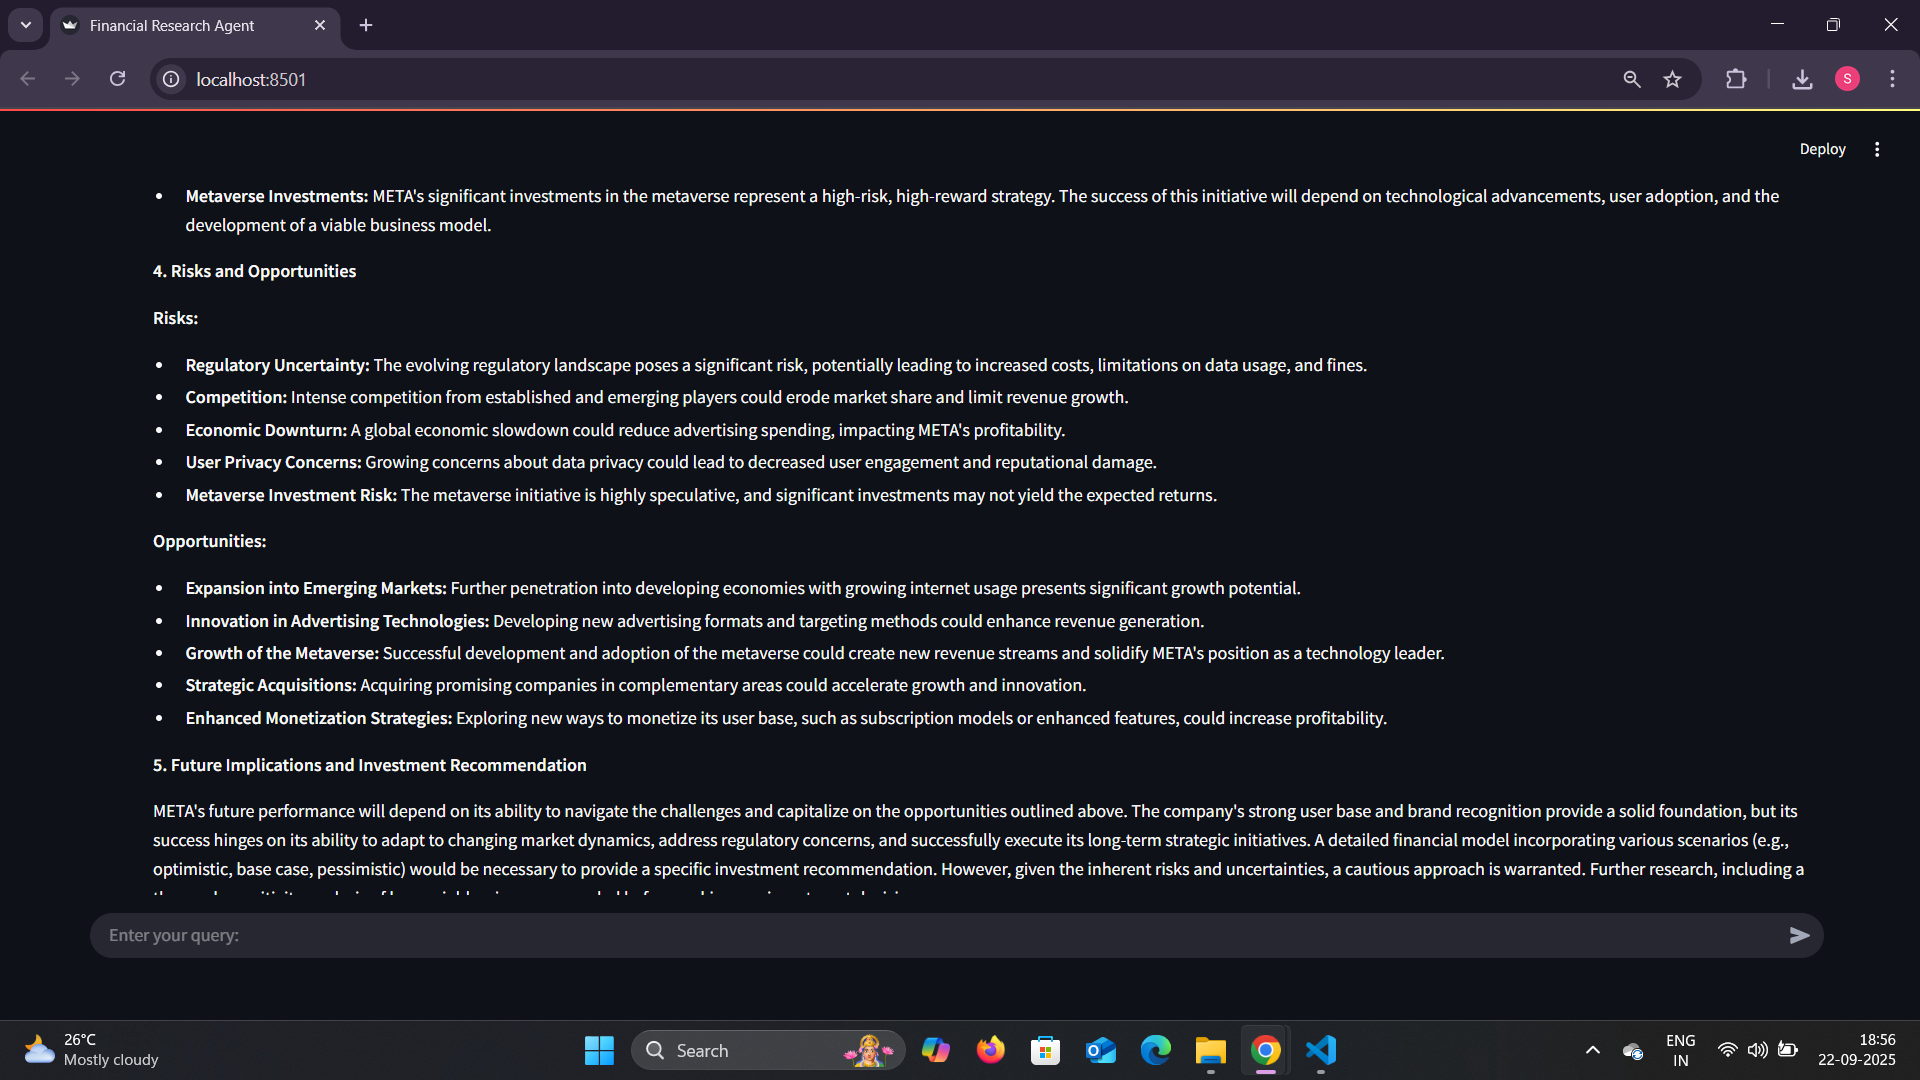 Financial Research Agent
localhost:8501
S
Deploy
• Metaverse Investments: META's significant investments in the metaverse represent a high-risk, high-reward strategy. The success of this initiative will depend on technological advancements, user adoption, and the
development of a viable business model.
4. Risks and Opportunities
Risks:
• Regulatory Uncertainty: The evolving regulatory landscape poses a significant risk, potentially leading to increased costs, limitations on data usage, and fines.
• Competition: Intense competition from established and emerging players could erode market share and limit revenue growth.
• Economic Downturn: A global economic slowdown could reduce advertising spending, impacting META's profitability.
• User Privacy Concerns: Growing concerns about data privacy could lead to decreased user engagement and reputational damage.
• Metaverse Investment Risk: The metaverse initiative is highly speculative, and significant investments may not yield the expected returns.
Opportunities:
• Expansion into Emerging Markets: Further penetration into developing economies with growing internet usage presents significant growth potential.
• Innovation in Advertising Technologies: Developing new advertising formats and targeting methods could enhance revenue generation.
• Growth of the Metaverse: Successful development and adoption of the metaverse could create new revenue streams and solidify META's position as a technology leader.
• Strategic Acquisitions: Acquiring promising companies in complementary areas could accelerate growth and innovation.
• Enhanced Monetization Strategies: Exploring new ways to monetize its user base, such as subscription models or enhanced features, could increase profitability.
5. Future Implications and Investment Recommendation
META's future performance will depend on its ability to navigate the challenges and capitalize on the opportunities outlined above. The company's strong user base and brand recognition provide a solid foundation, but its
success hinges on its ability to adapt to changing market dynamics, address regulatory concerns, and successfully execute its long-term strategic initiatives. A detailed financial model incorporating various scenarios (e.g.,
optimistic, base case, pessimistic) would be necessary to provide a specific investment recommendation. However, given the inherent risks and uncertainties, a cautious approach is warranted. Further research, including a
Enter your query:
26°C
Mostly cloudy
Search
ENG
IN
18:56
22-09-2025